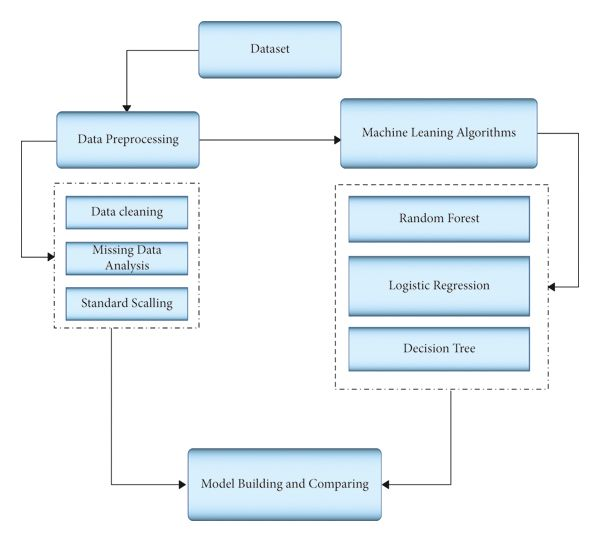 Dataset
Data Preprocessing
Machine Leaning Algorithms
Data cleaning
Missing Data
Analysis
Standard Scalling
Random Forest
Logistic Regression
Decision Tree
Model Building and Comparing